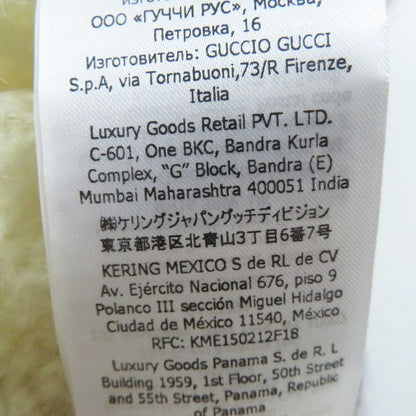 ООО «ГУЧЧИ РУС», Москва,
Петровка, 16
Изготовитель: GUCCIO GUCCI
S.p.A, via Tornabuoni,73/R Firenze,
Italia
Luxury Goods Retail PVT. LTD.
C-601, One BKC, Bandra Kurla
Complex, "G" Block, Bandra (E)
Mumbai Maharashtra 400051 India
㈱ケリングジャパングッチディビジョン
東京都港区北青山3丁目6番7号
KERING MEXICO S de RL de CV
Av. Ejército Nacional 676, piso 9
Polanco III sección Miguel Hidalgo
Ciudad de México 11540, México
RFC: KME150212F18
Luxury Goods Panama S. de R. L
Building 1959, 1st Floor, 50th Street
and 55th Street, Panama, Republic
of Panama